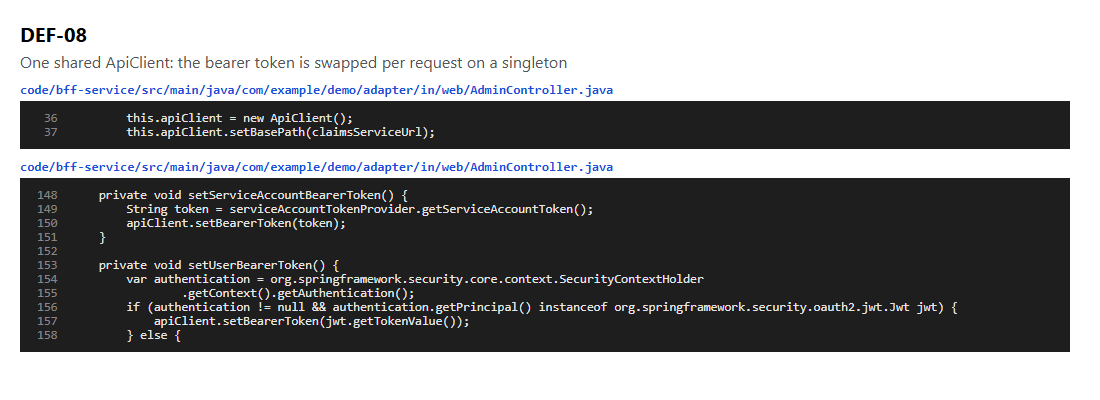 DEF-08
One shared ApiClient: the bearer token is swapped per request on a singleton
code/bff-service/src/main/java/com/example/demo/adapter/in/web/AdminController.java
36         this.apiClient = new ApiClient();
37         this.apiClient.setBasePath(claimsServiceUrl);
code/bff-service/src/main/java/com/example/demo/adapter/in/web/AdminController.java
148     private void setServiceAccountBearerToken() {
149         String token = serviceAccountTokenProvider.getServiceAccountToken();
150         apiClient.setBearerToken(token);
151     }
152
153     private void setUserBearerToken() {
154         var authentication = org.springframework.security.core.context.SecurityContextHolder
155                 .getContext().getAuthentication();
156         if (authentication != null && authentication.getPrincipal() instanceof org.springframework.security.oauth2.jwt.Jwt jwt) {
157             apiClient.setBearerToken(jwt.getTokenValue());
158         } else {